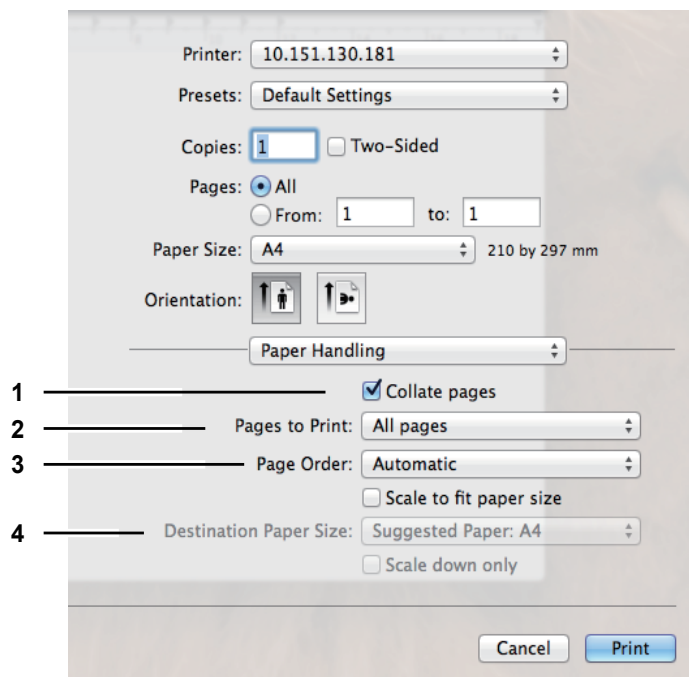 Printer: 10.151.130.181
Presets: Default Settings
Copies: 1 Two-Sided
Pages: All
From: 1 to: 1
Paper Size: A4 210 by 297 mm
Orientation:
Paper Handling
1 Collate pages
2 Pages to Print: All pages
3 Page Order: Automatic
Scale to fit paper size
4 Destination Paper Size: Suggested Paper: A4
Scale down only
Cancel Print